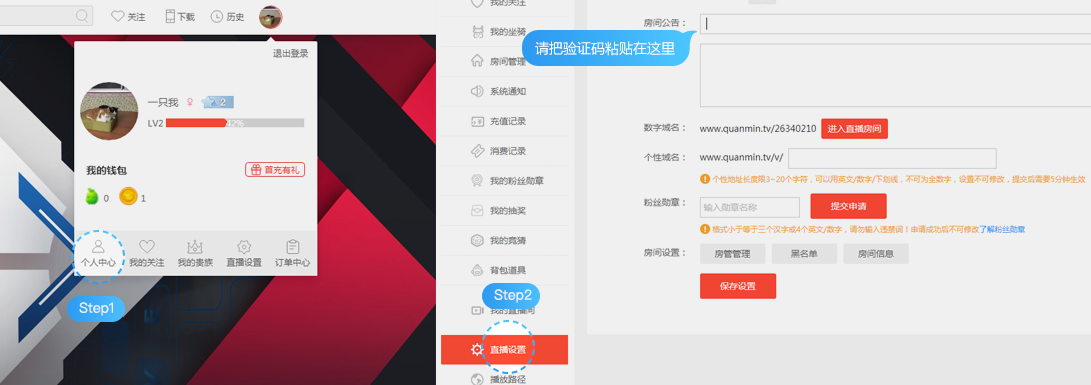 关注
下载
历史
退出登录
一只我
2
LV2
我的钱包
首充有礼
0
1
个人中心
我的关注
我的贵族
直播设置
订单中心
Step1
我的关注
我的坐骑
房间管理
系统通知
充值记录
消费记录
我的粉丝勋章
我的抽奖
我的竞猜
背包道具
Step2
我的直播间
直播设置
播放路径
房间公告：
请把验证码粘贴在这里
数字域名： www.quanmin.tv/26340210 进入直播房间
个性域名： www.quanmin.tv/v/
个性地址长度限3~20个字符，可以用英文/数字/下划线，不可为全数字，设置不可修改，提交后需要5分钟生效
粉丝勋章： 输入勋章名称 提交申请
格式小于等于三个汉字或4个英文/数字，请勿输入违禁词！申请成功后不可修改了解粉丝勋章
房间设置： 房管管理 黑名单 房间信息
保存设置